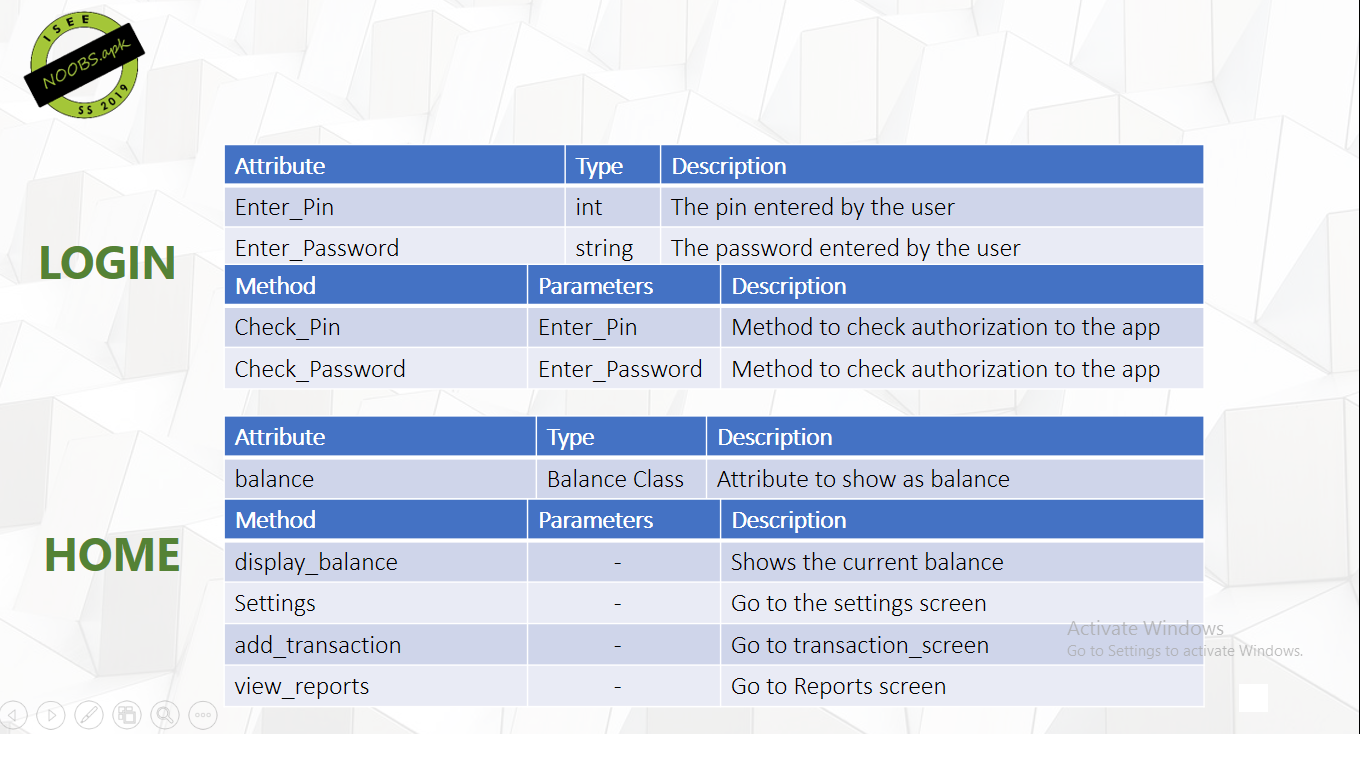 ISEE
NOOBS.apk
SS 2019
LOGIN
Attribute Type Description
Enter_Pin int The pin entered by the user
Enter_Password string The password entered by the user
Method Parameters Description
Check_Pin Enter_Pin Method to check authorization to the app
Check_Password Enter_Password Method to check authorization to the app
HOME
Attribute Type Description
balance Balance Class Attribute to show as balance
Method Parameters Description
display_balance - Shows the current balance
Settings - Go to the settings screen
add_transaction - Go to transaction_screen
view_reports - Go to Reports screen
Activate Windows
Go to Settings to activate Windows.